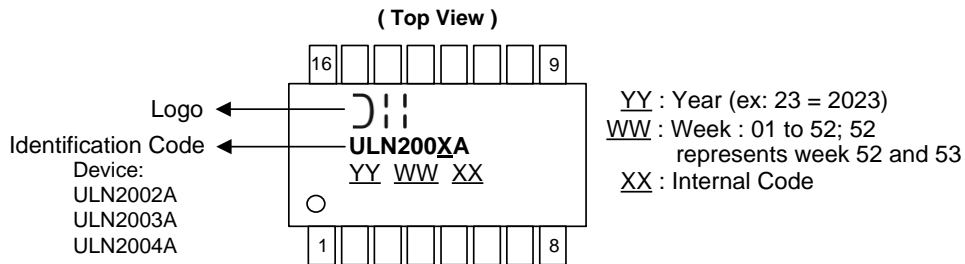 ( Top View )
16 9
Logo
Identification Code
Device:
ULN2002A
ULN2003A
ULN2004A
ULN200XA
YY WW XX
1 8
YY : Year (ex: 23 = 2023)
WW : Week : 01 to 52; 52
represents week 52 and 53
XX : Internal Code